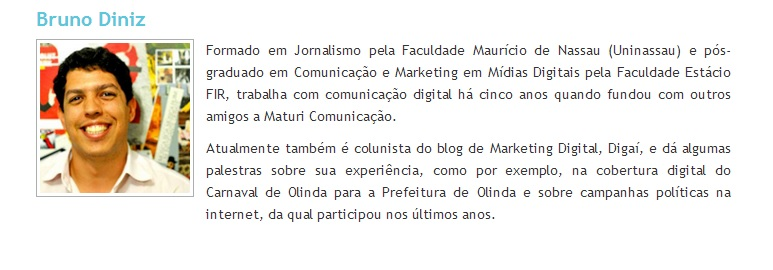 Bruno Diniz
Formado em Jornalismo pela Faculdade Maurício de Nassau (Uninassau) e pós-
graduado em Comunicação e Marketing em Mídias Digitais pela Faculdade Estácio
FIR, trabalha com comunicação digital há cinco anos quando fundou com outros
amigos a Maturi Comunicação.
Atualmente também é colunista do blog de Marketing Digital, Digaí, e dá algumas
palestras sobre sua experiência, como por exemplo, na cobertura digital do
Carnaval de Olinda para a Prefeitura de Olinda e sobre campanhas políticas na
internet, da qual participou nos últimos anos.